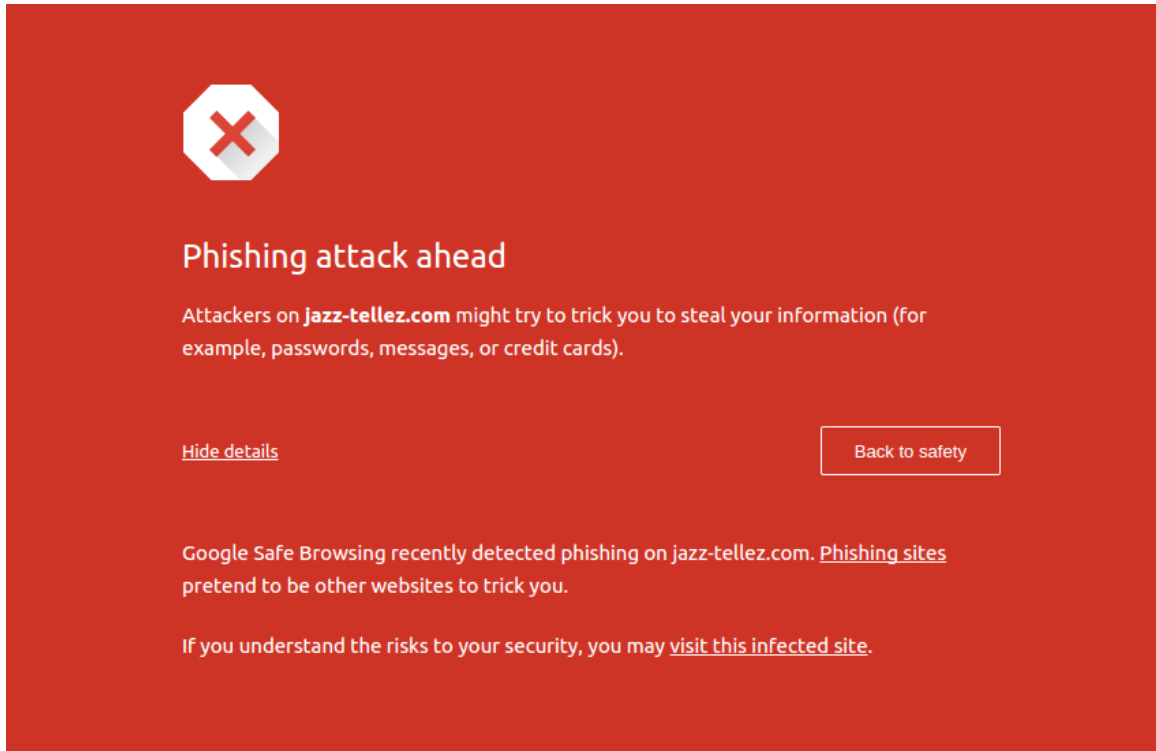 Phishing attack ahead
Attackers on jazz-tellez.com might try to trick you to steal your information (for
example, passwords, messages, or credit cards).
Hide details
Back to safety
Google Safe Browsing recently detected phishing on jazz-tellez.com. Phishing sites
pretend to be other websites to trick you.
If you understand the risks to your security, you may visit this infected site.